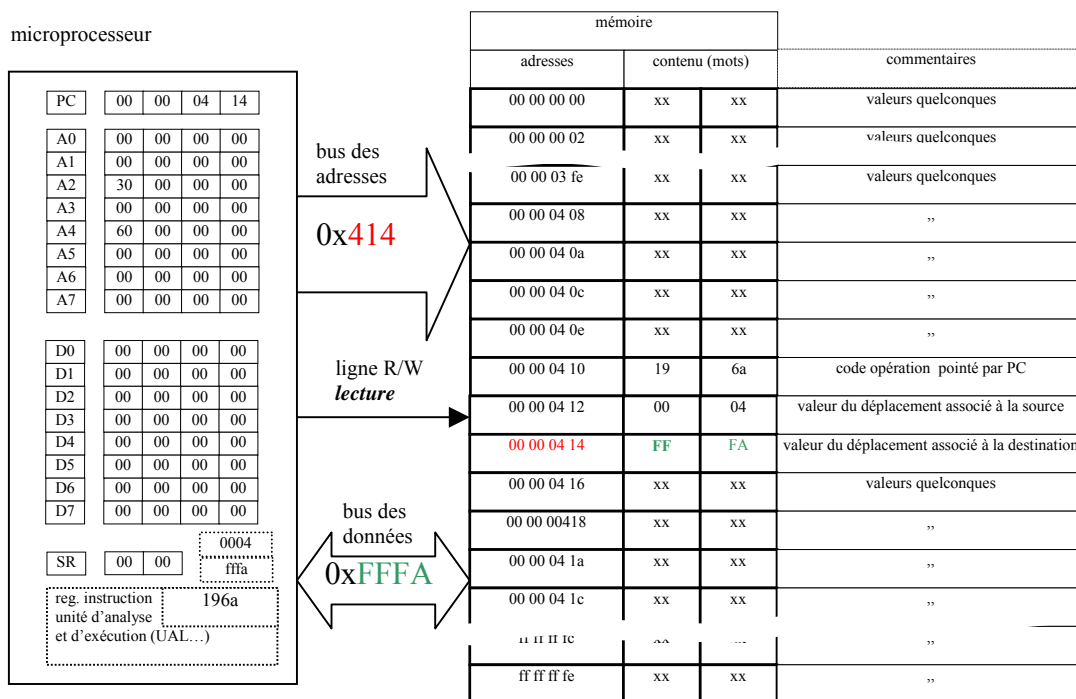 microprocesseur
PC 00 00 04 14
A0 00 00 00 00
A1 00 00 00 00
A2 30 00 00 00
A3 00 00 00 00
A4 60 00 00 00
A5 00 00 00 00
A6 00 00 00 00
A7 00 00 00 00
D0 00 00 00 00
D1 00 00 00 00
D2 00 00 00 00
D3 00 00 00 00
D4 00 00 00 00
D5 00 00 00 00
D6 00 00 00 00
D7 00 00 00 00
0004
SR 00 00 fffa
reg. instruction 196a
unité d'analyse
et d'exécution (UAL…)
bus des
adresses
0x414
ligne R/W
lecture
bus des
données
0xFFFA
mémoire
adresses contenu (mots) commentaires
00 00 00 00 xx xx valeurs quelconques
00 00 00 02 xx xx valeurs quelconques
00 00 03 fe xx xx valeurs quelconques
00 00 04 08 xx xx ,,
00 00 04 0a xx xx ,,
00 00 04 0c xx xx ,,
00 00 04 0e xx xx ,,
00 00 04 10 19 6a code opération pointé par PC
00 00 04 12 00 04 valeur du déplacement associé à la source
00 00 04 14 FF FA valeur du déplacement associé à la destination
00 00 04 16 xx xx valeurs quelconques
00 00 00418 xx xx ,,
00 00 04 1a xx xx ,,
00 00 04 1c xx xx ,,
ff ff ff fc xx ,,
ff ff ff fe xx xx ,,